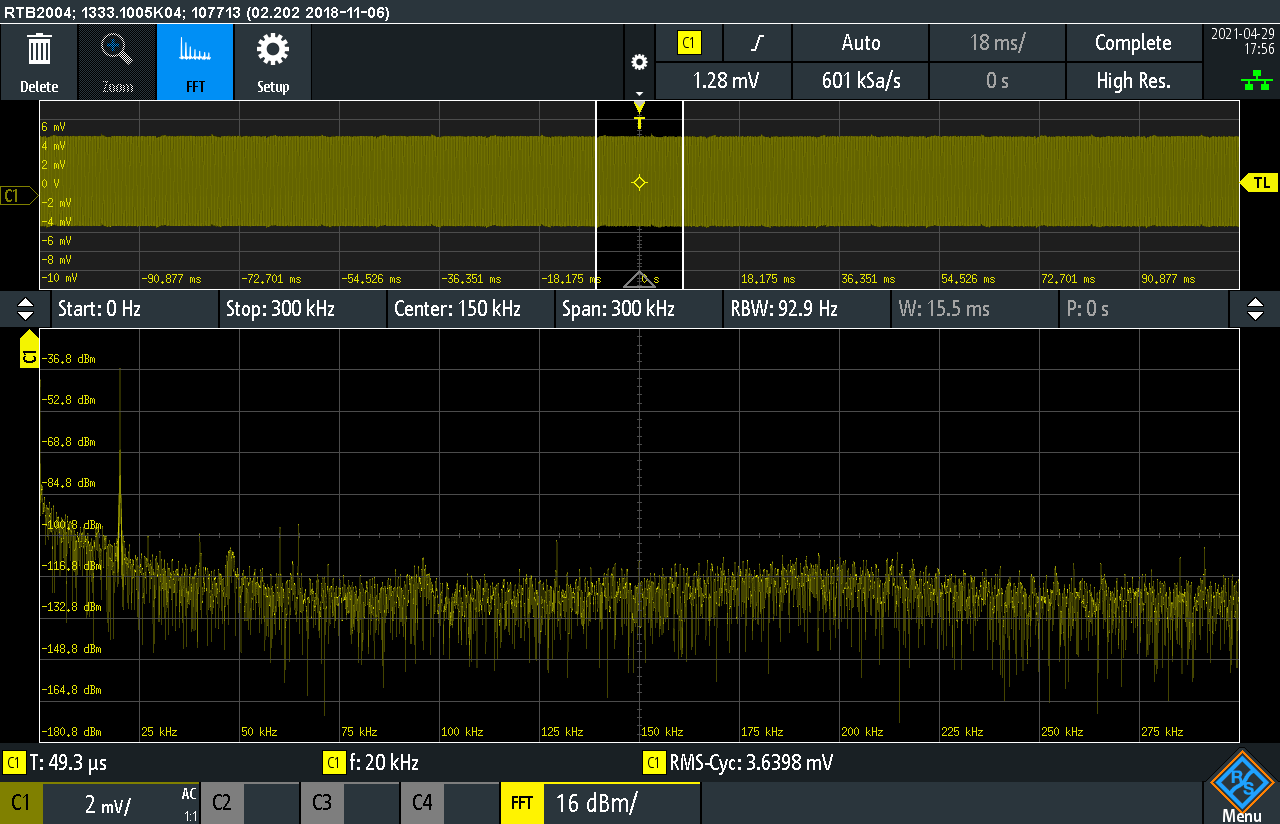 RTB2004; 1333.1005K04; 107713 (02.202 2018-11-06)
Delete Zoom FFT Setup
C1 Auto 18 ms/ Complete
1.28 mV 601 kSa/s 0 s High Res.
2021-04-29
17:56
T
6 mV
4 mV
2 mV
0 V
C1
TL
-2 mV
-4 mV
-6 mV
-8 mV
-10 mV -90.877 ms -72.701 ms -54.526 ms -36.351 ms -18.175 ms 0 s 18.175 ms 36.351 ms 54.526 ms 72.701 ms 90.877 ms
Start: 0 Hz Stop: 300 kHz Center: 150 kHz Span: 300 kHz RBW: 92.9 Hz W: 15.5 ms P: 0 s
C1
-36.8 dBm
-52.8 dBm
-68.8 dBm
-84.8 dBm
-100.8 dBm
-116.8 dBm
-132.8 dBm
-148.8 dBm
-164.8 dBm
-180.8 dBm 25 kHz 50 kHz 75 kHz 100 kHz 125 kHz 150 kHz 175 kHz 200 kHz 225 kHz 250 kHz 275 kHz
C1 T: 49.3 µs C1 f: 20 kHz C1 RMS-Cyc: 3.6398 mV
C1 2 mV/ AC 1:1 C2 C3 C4 FFT 16 dBm/
R S
Menu